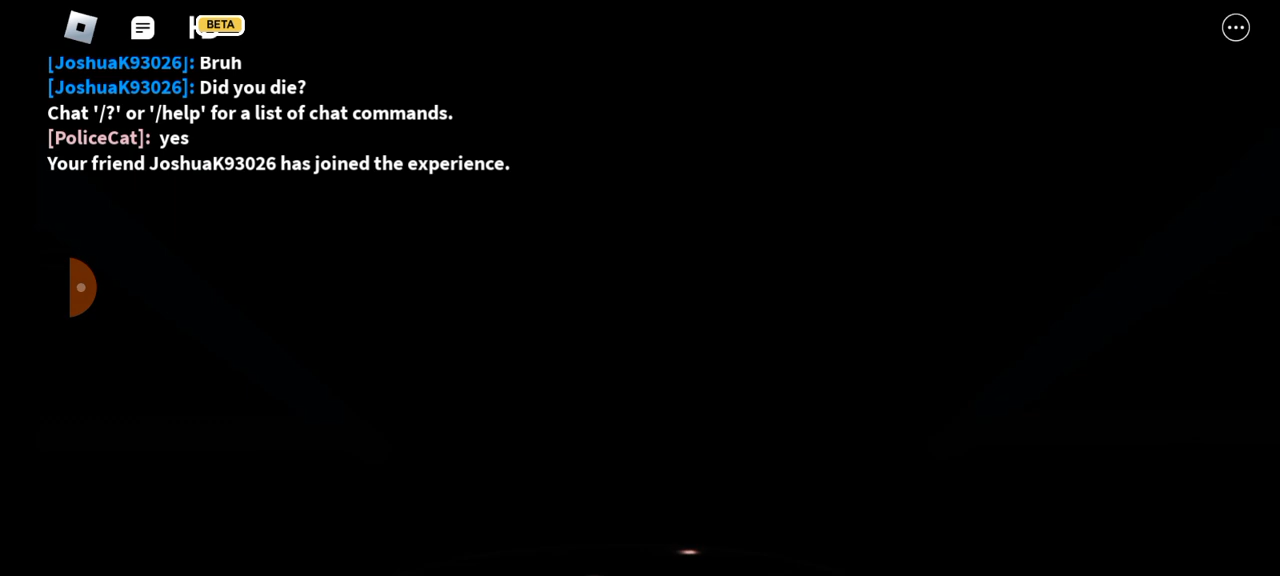 BETA
[JoshuaK93026]: Bruh
[JoshuaK93026]: Did you die?
Chat '/?' or '/help' for a list of chat commands.
[PoliceCat]: yes
Your friend JoshuaK93026 has joined the experience.